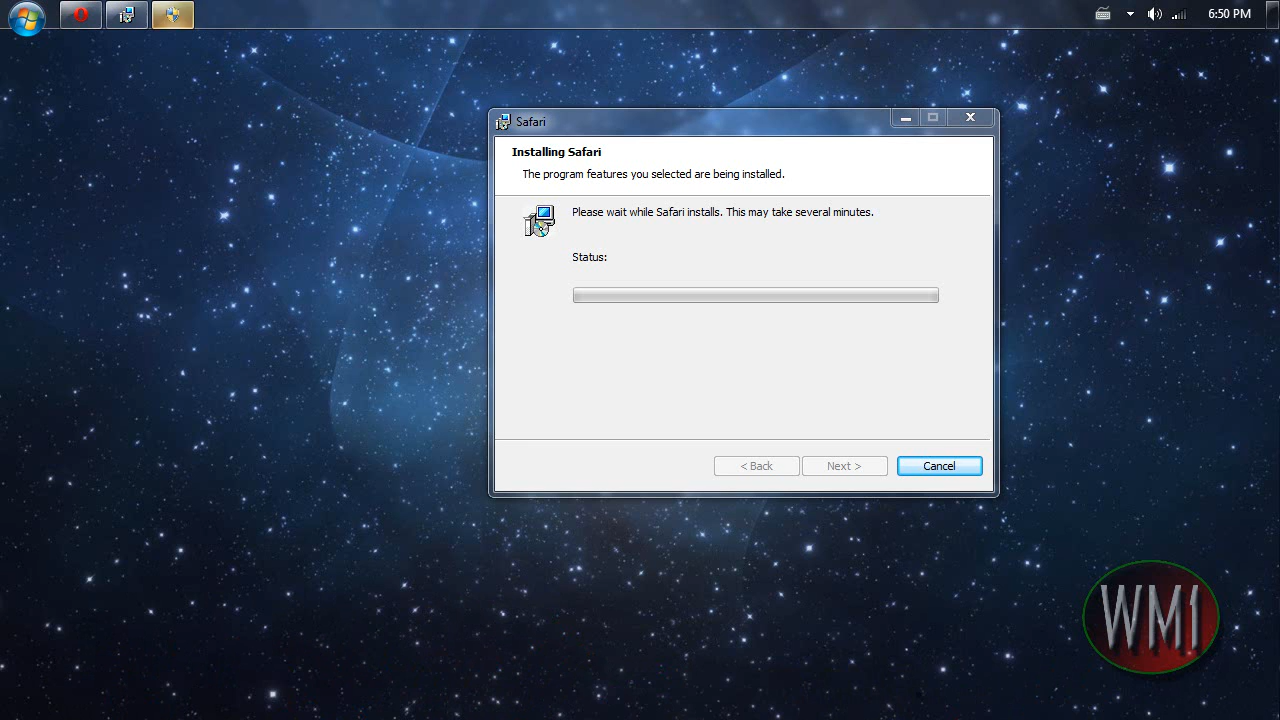 6:50 PM
Safari
Installing Safari
The program features you selected are being installed.
Please wait while Safari installs. This may take several minutes.
Status:
< Back
Next >
Cancel
WM1